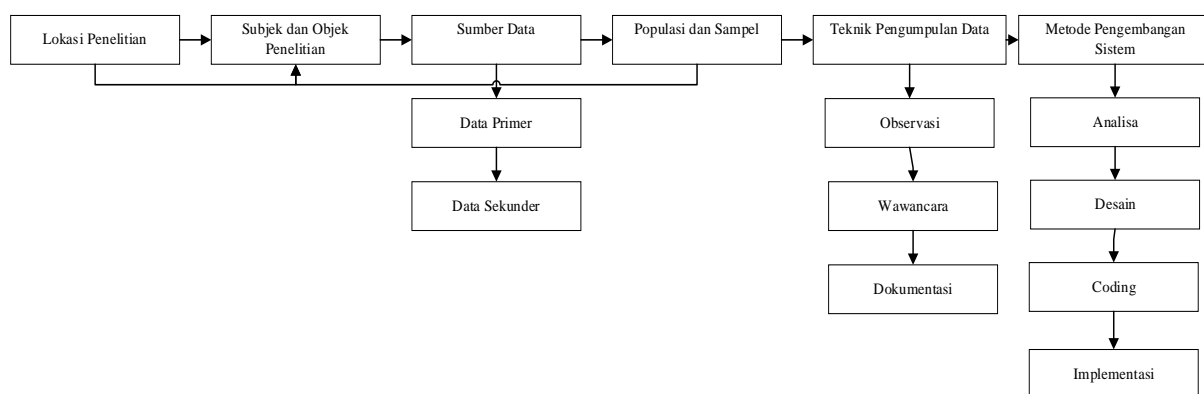 Lokasi Penelitian
Subjek dan Objek
Penelitian
Sumber Data
Populasi dan Sampel
Teknik Pengumpulan Data
Metode Pengembangan
Sistem
Data Primer
Data Sekunder
Observasi
Wawancara
Dokumentasi
Analisa
Desain
Coding
Implementasi